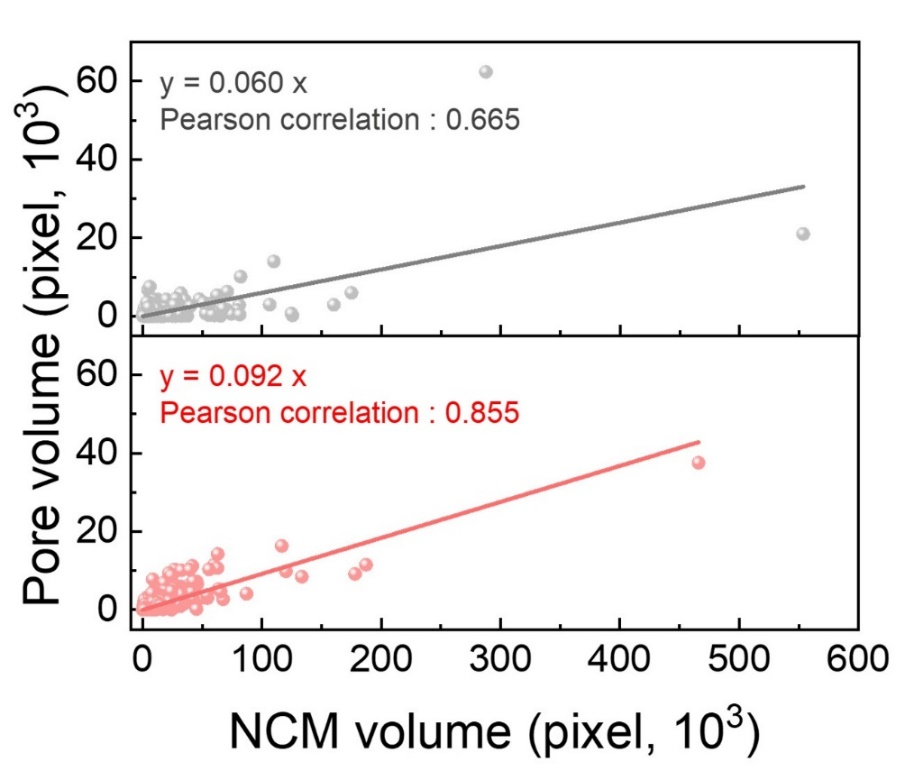 y = 0.060 x
Pearson correlation : 0.665
60
40
20
0
y = 0.092 x
Pearson correlation : 0.855
60
40
20
0
Pore volume (pixel, 10³)
0 100 200 300 400 500 600
NCM volume (pixel, 10³)